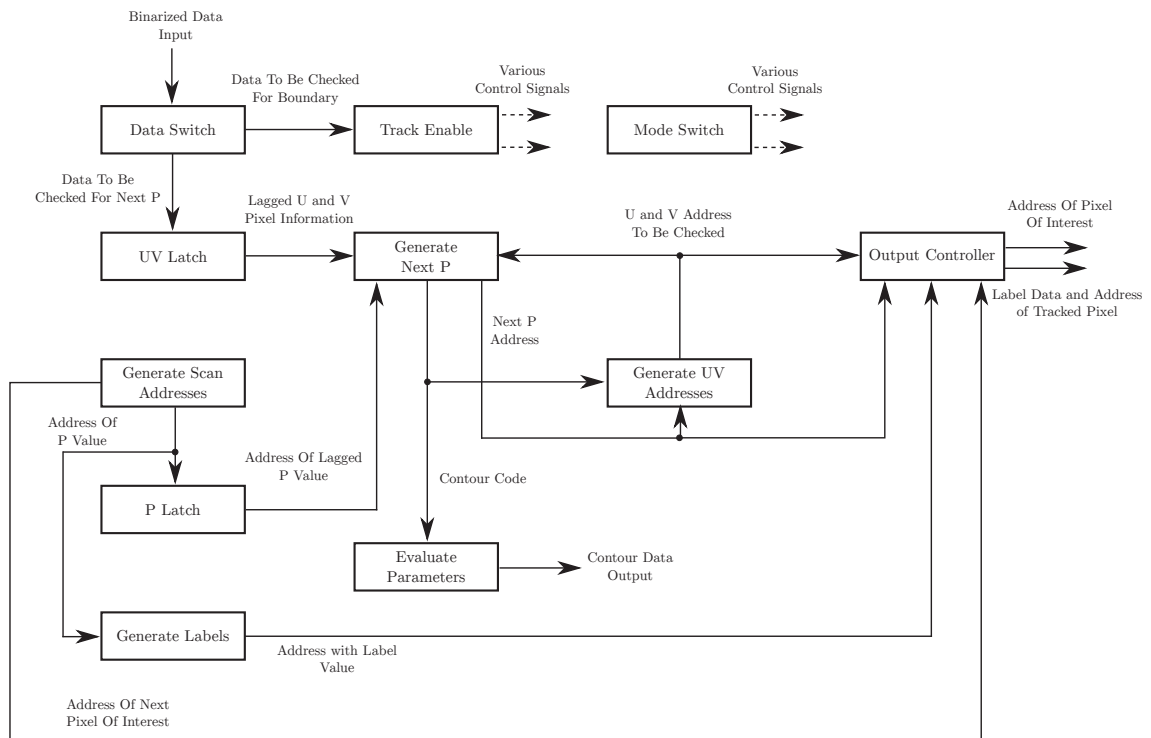 Binarized Data
Input
Data To Be Checked
For Boundary
Various
Control Signals
Various
Control Signals
Data Switch
Track Enable
Mode Switch
Data To Be
Checked For Next P
Lagged U and V
Pixel Information
U and V Address
To Be Checked
Address Of Pixel
Of Interest
UV Latch
Generate
Next P
Output Controller
Label Data and Address
of Tracked Pixel
Next P
Address
Generate Scan
Addresses
Generate UV
Addresses
Address Of
P Value
Address Of Lagged
P Value
Contour Code
P Latch
Evaluate
Parameters
Contour Data
Output
Generate Labels
Address with Label
Value
Address Of Next
Pixel Of Interest